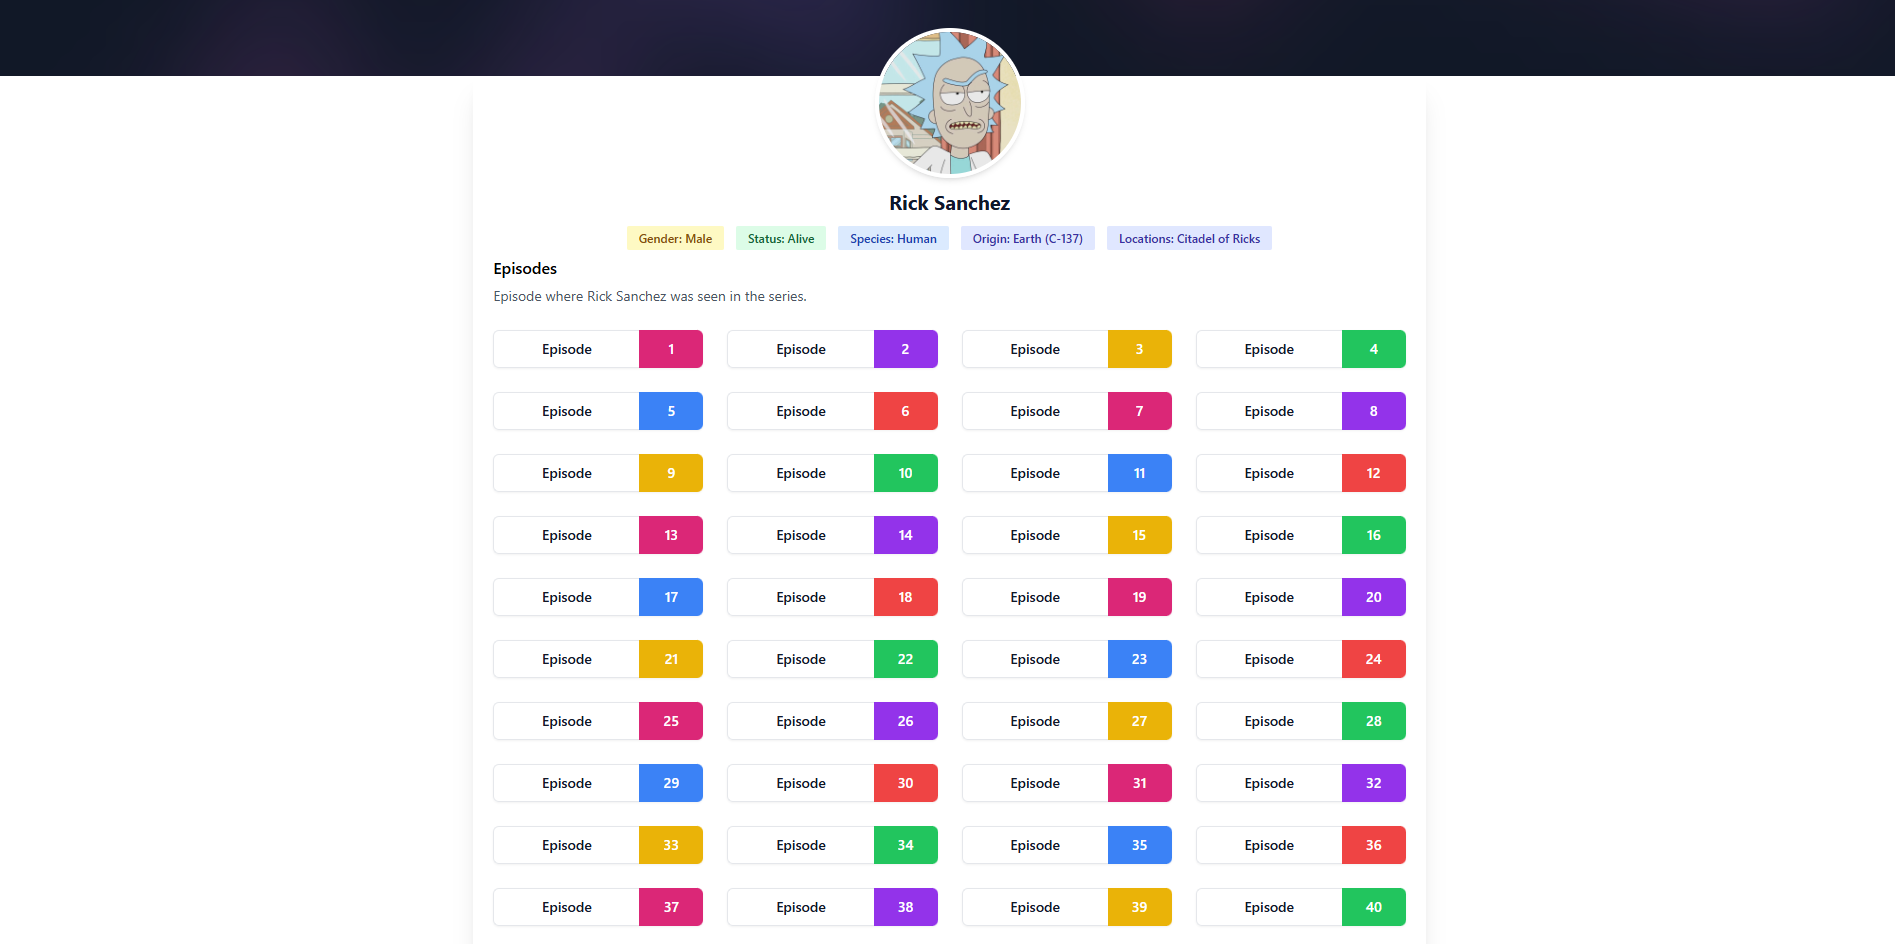 Rick Sanchez
Gender: Male Status: Alive Species: Human Origin: Earth (C-137) Locations: Citadel of Ricks
Episodes
Episode where Rick Sanchez was seen in the series.
Episode 1 Episode 2 Episode 3 Episode 4
Episode 5 Episode 6 Episode 7 Episode 8
Episode 9 Episode 10 Episode 11 Episode 12
Episode 13 Episode 14 Episode 15 Episode 16
Episode 17 Episode 18 Episode 19 Episode 20
Episode 21 Episode 22 Episode 23 Episode 24
Episode 25 Episode 26 Episode 27 Episode 28
Episode 29 Episode 30 Episode 31 Episode 32
Episode 33 Episode 34 Episode 35 Episode 36
Episode 37 Episode 38 Episode 39 Episode 40